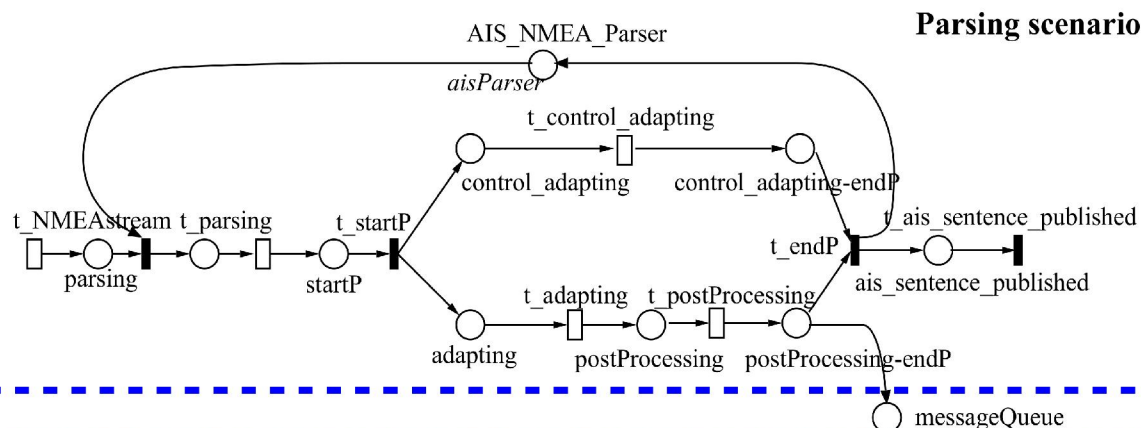 Parsing scenario
AIS_NMEA_Parser
aisParser
t_control_adapting
control_adapting
control_adapting-endP
t_NMEAstream
t_parsing
t_startP
t_ais_sentence_published
t_endP
parsing
startP
ais_sentence_published
t_adapting
t_postProcessing
adapting
postProcessing
postProcessing-endP
messageQueue